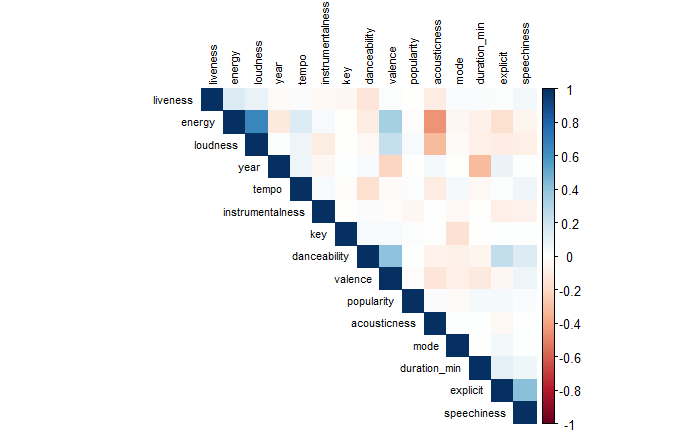 liveness
energy
loudness
year
tempo
instrumentalness
key
danceability
valence
popularity
acousticness
mode
duration_min
explicit
speechiness
liveness
energy
loudness
year
tempo
instrumentalness
key
danceability
valence
popularity
acousticness
mode
duration_min
explicit
speechiness
1
0.8
0.6
0.4
0.2
0
-0.2
-0.4
-0.6
-0.8
-1